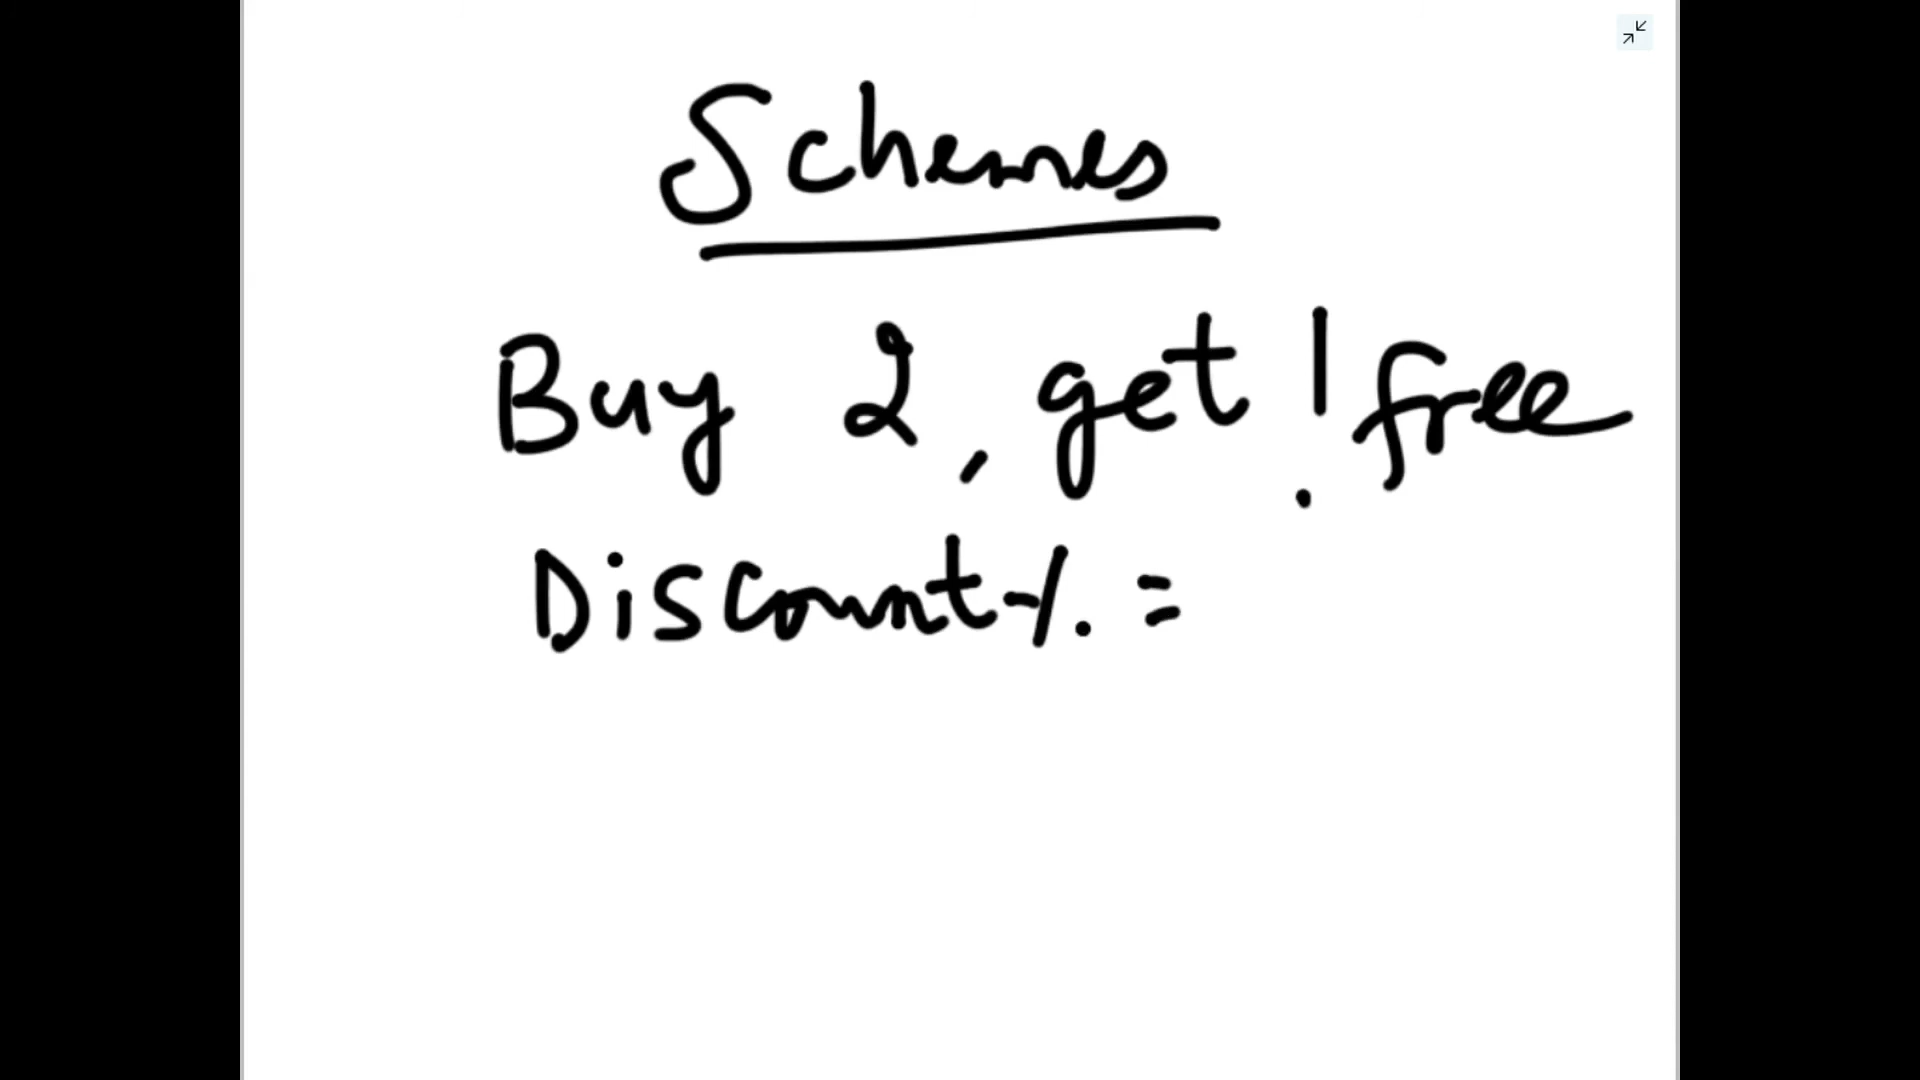 Schemes
Buy 2, get 1 free.
Discount % =